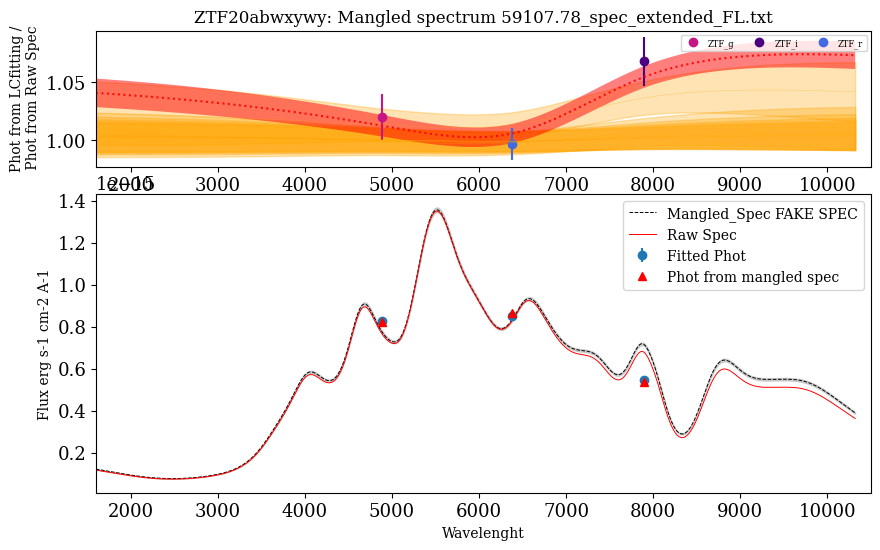 ZTF20abwxywy: Mangled spectrum 59107.78_spec_extended_FL.txt
Phot from LCfitting /
Phot from Raw Spec
1.05
1.00
ZTF_g ZTF_i ZTF_r
2000 3000 4000 5000 6000 7000 8000 9000 10000
1e−15
Flux erg s-1 cm-2 A-1
1.4
1.2
1.0
0.8
0.6
0.4
0.2
Mangled_Spec FAKE SPEC
Raw Spec
Fitted Phot
Phot from mangled spec
2000 3000 4000 5000 6000 7000 8000 9000 10000
Wavelenght